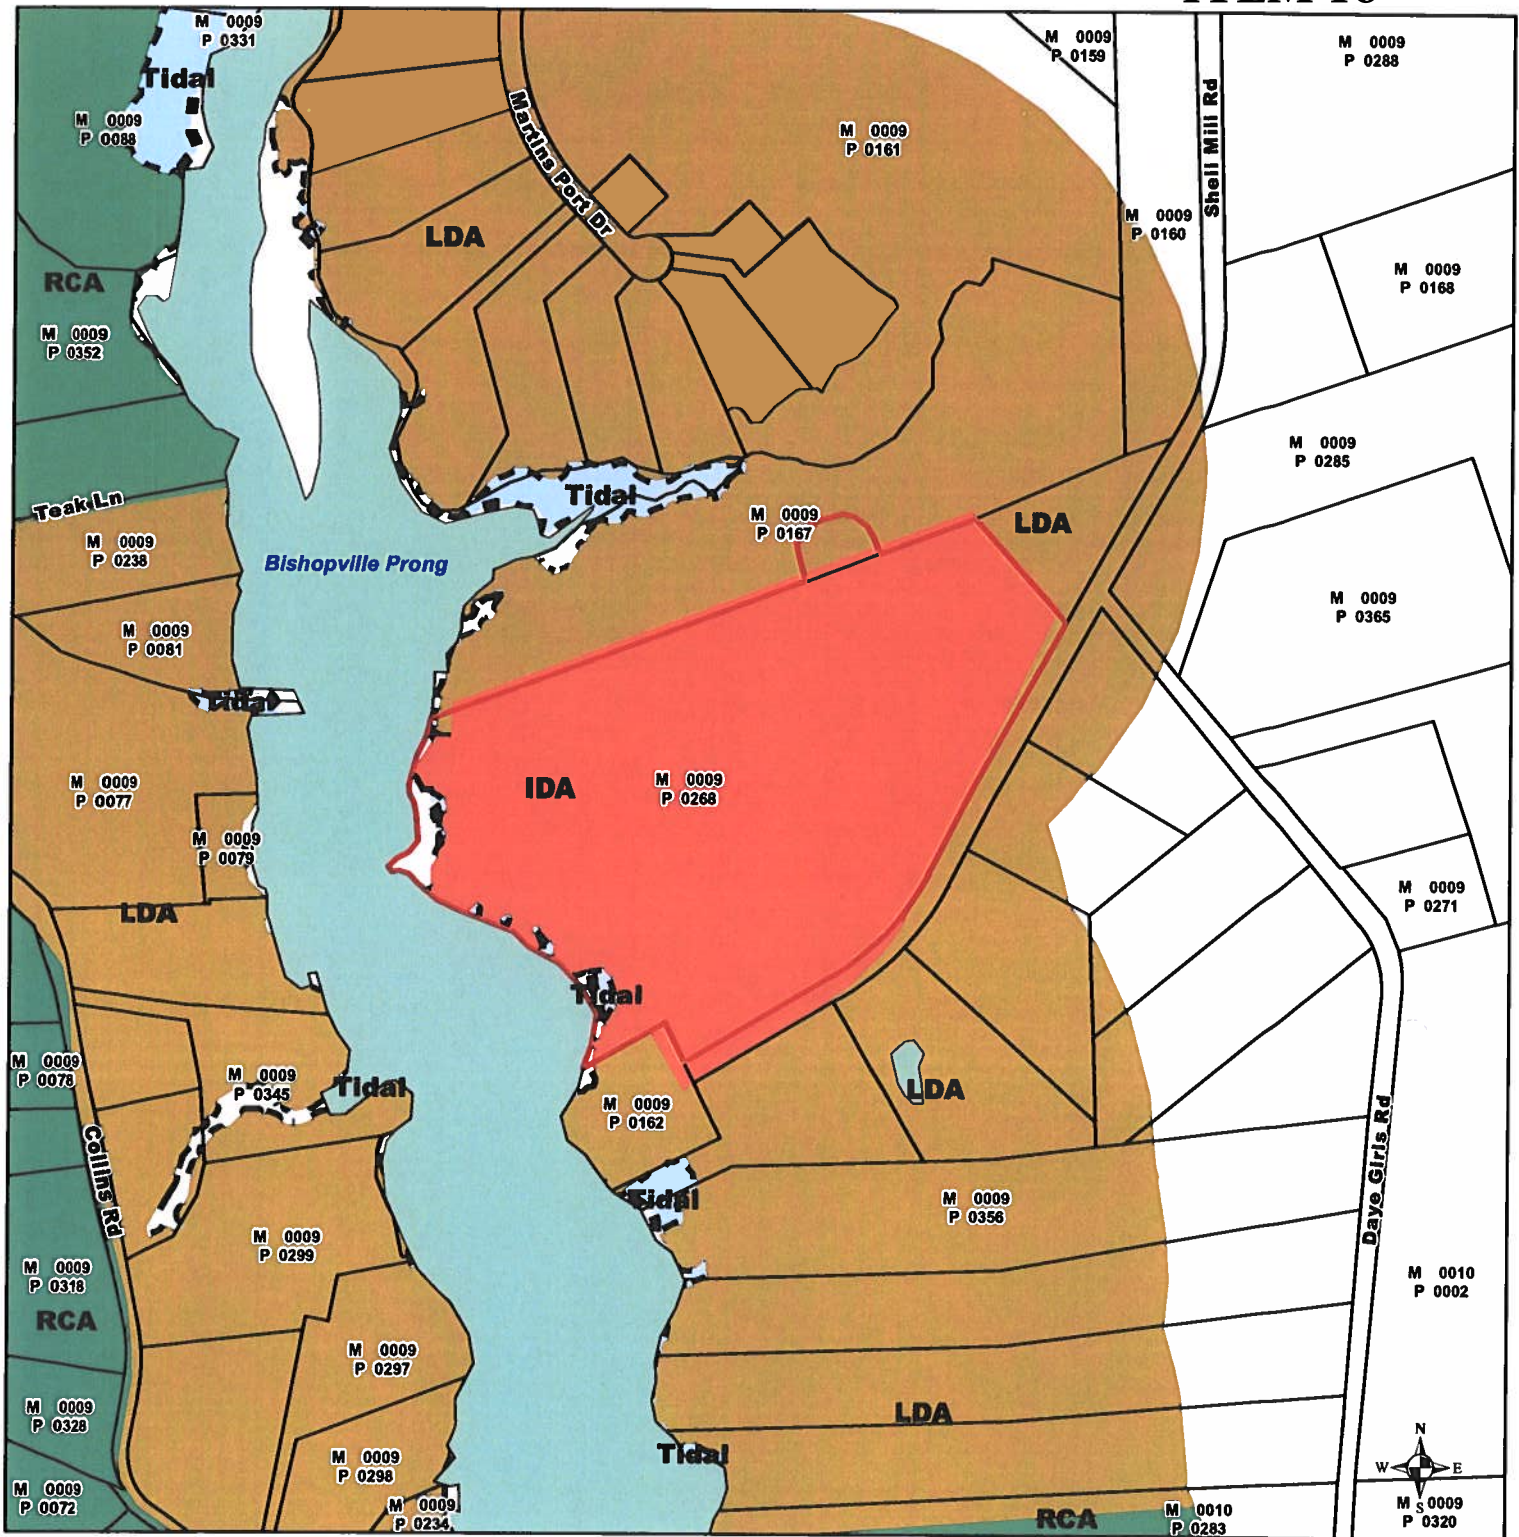 M 0009
P 0331
Tidal
M 0009
P 0088
M 0009
P 0159
M 0009
P 0288
Martins Port Dr
M 0009
P 0161
Shell Mill Rd
M 0009
P 0160
LDA
RCA
M 0009
P 0352
M 0009
P 0168
M 0009
P 0285
Teak Ln
Tidal
M 0009
P 0167
LDA
M 0009
P 0238
Bishopville Prong
M 0009
P 0365
M 0009
P 0081
Tidal
M 0009
P 0077
IDA
M 0009
P 0268
M 0009
P 0079
LDA
M 0009
P 0271
Tidal
M 0009
P 0078
M 0009
P 0345
Tidal
LDA
M 0009
P 0162
Collins Rd
Daye Girls Rd
Tidal
M 0009
P 0356
M 0009
P 0299
M 0009
P 0318
M 0010
P 0002
RCA
M 0009
P 0297
M 0009
P 0328
LDA
N
W E
S
Tidal
M 0009
P 0298
M 0009
P 0072
M 0009
P 0234
RCA
M 0010
P 0283
M 0009
P 0320